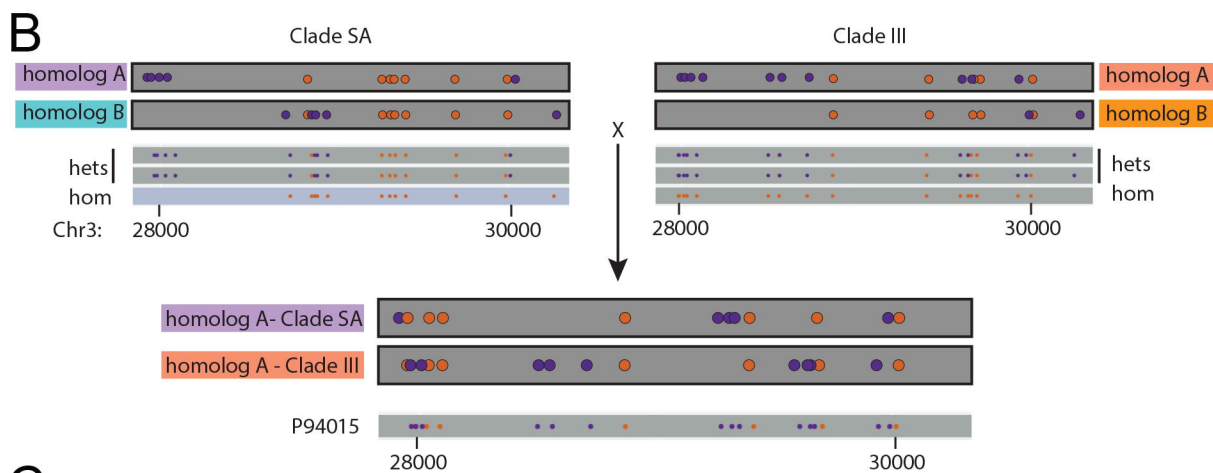 B
Clade SA
Clade III
homolog A
homolog A
homolog B
homolog B
X
hets
hets
hom
hom
Chr3:
28000
30000
28000
30000
homolog A- Clade SA
homolog A - Clade III
P94015
28000
30000